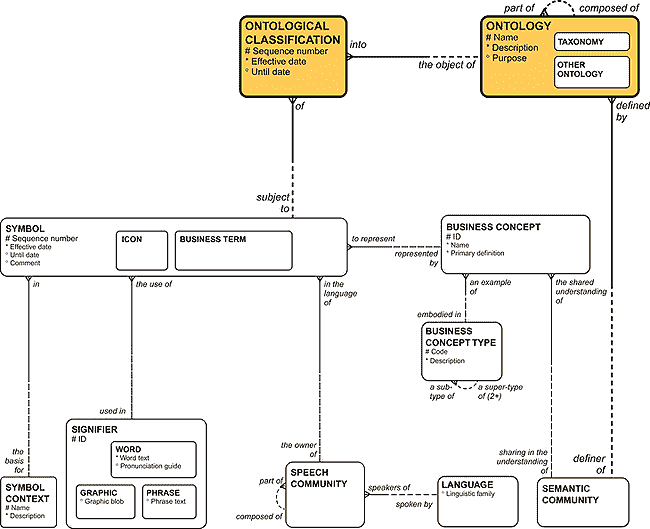 part of
composed of
ONTOLOGICAL
CLASSIFICATION
# Sequence number
* Effective date
° Until date
into
the object of
ONTOLOGY
# Name
* Description
° Purpose
TAXONOMY
OTHER
ONTOLOGY
of
defined
by
subject
to
SYMBOL
# Sequence number
* Effective date
° Until date
° Comment
ICON
BUSINESS TERM
to represent
represented
by
BUSINESS CONCEPT
# ID
* Name
* Primary definition
in
the use of
in the
language
of
an example
of
the shared
understanding
of
embodied in
BUSINESS
CONCEPT TYPE
# Code
* Description
a sub-
type of
a super-type
of (2+)
used in
SIGNIFIER
# ID
WORD
* Word text
° Pronunciation guide
GRAPHIC
° Graphic blob
PHRASE
* Phrase text
the
basis
for
SYMBOL
CONTEXT
# Name
* Description
the owner
of
part of
composed of
SPEECH
COMMUNITY
speakers of
spoken by
LANGUAGE
° Linguistic family
sharing in the
understanding
of
definer
of
SEMANTIC
COMMUNITY